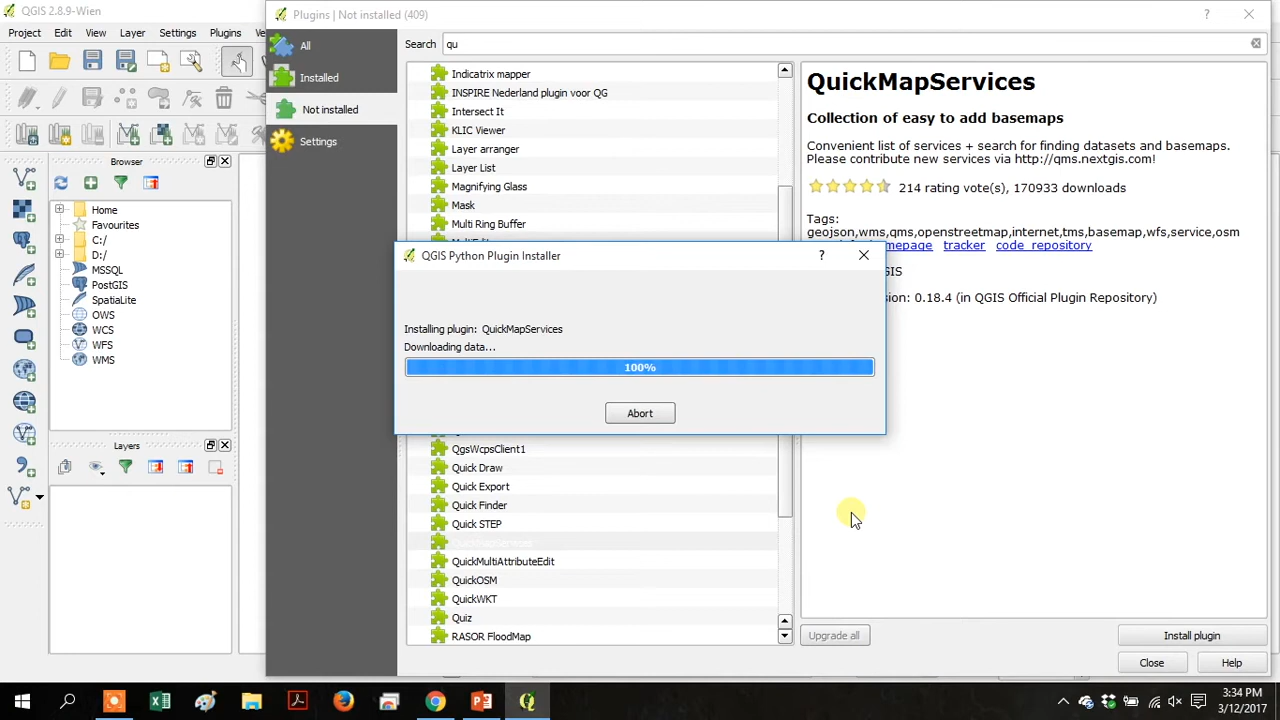 QGIS 2.8.9-Wien
Plugins | Not installed (409)
?
Project Edit View Layer Settings Plugins
All
Search qu
Installed
Not installed
Settings
Indicatrix mapper
INSPIRE Nederland plugin voor QG
Intersect It
KLIC Viewer
Layer arranger
Layer List
Magnifying Glass
Mask
Multi Ring Buffer
QuickMapServices
Collection of easy to add basemaps
Convenient list of services + search for finding datasets and basemaps.
Please contribute new services via http://qms.nextgis.com!
214 rating vote(s), 170933 downloads
Tags:
geojson,wms,qms,openstreetmap,internet,tms,basemap,wfs,service,osm
mepage tracker code repository
GIS
sion: 0.18.4 (in QGIS Official Plugin Repository)
Browser
Home
Favourites
C:/
D:/
MSSQL
PostGIS
SpatiaLite
OWS
WCS
WFS
WMS
Layers
QGIS Python Plugin Installer
?
Installing plugin: QuickMapServices
Downloading data...
100%
Abort
QgsWcpsClient1
Quick Draw
Quick Export
Quick Finder
Quick STEP
QuickMapServices
QuickMultiAttributeEdit
QuickOSM
QuickWKT
Quiz
RASOR FloodMap
Upgrade all
Install plugin
Close
Help
3:34 PM
3/12/2017